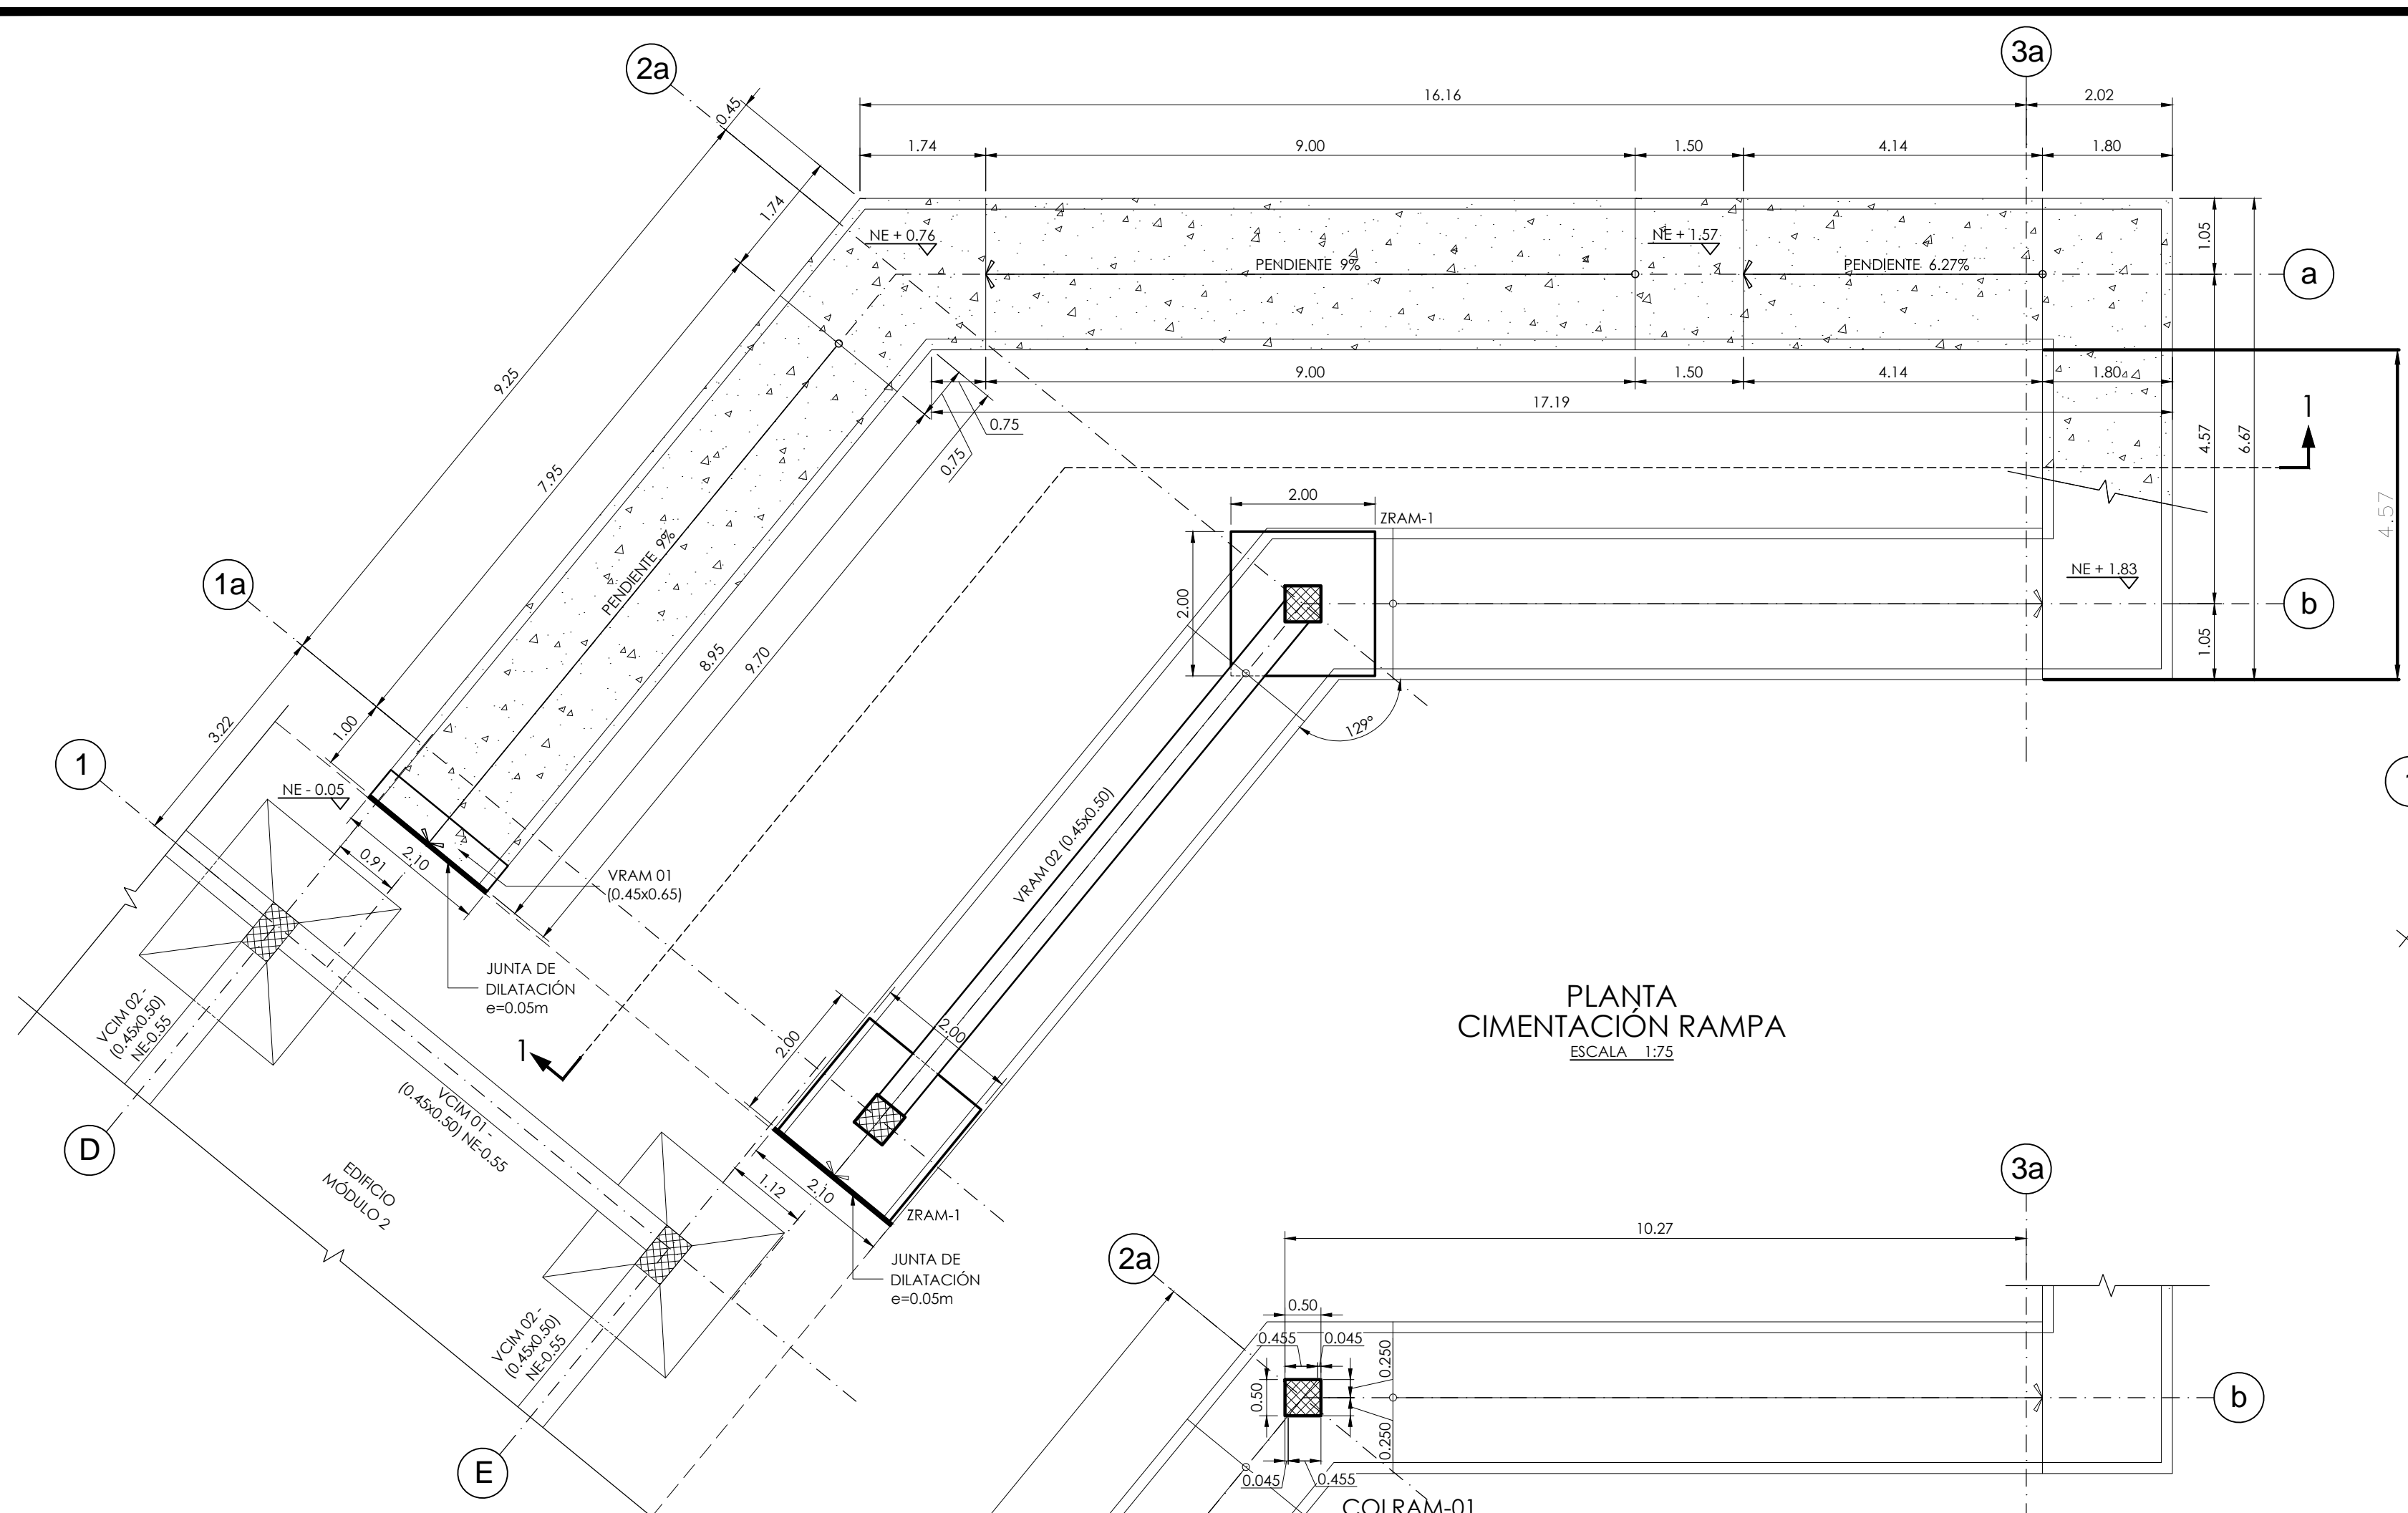 2a
3a
0.45
16.16
2.02
1.74
9.00
1.50
4.14
1.80
1.74
NE + 0.76
NE + 1.57
PENDIENTE 9%
PENDIENTE 6.27%
1.05
a
9.25
9.00
1.50
4.14
1.80
17.19
0.75
0.75
1
4.57
6.67
4.57
7.95
2.00
ZRAM-1
PENDIENTE 9%
NE + 1.83
1a
2.00
b
1.05
8.95
9.70
129°
3.22
1.00
1
NE - 0.05
VRAM 02 (0.45x0.50)
0.91
2.10
VRAM 01
(0.45x0.65)
JUNTA DE
DILATACIÓN
e=0.05m
PLANTA
CIMENTACIÓN RAMPA
ESCALA 1:75
VCIM 02 -
(0.45x0.50)
NE-0.55
1
2.00
2.00
VCIM 01 -
(0.45x0.50) NE-0.55
D
EDIFICIO
MÓDULO 2
1.12
2.10
ZRAM-1
3a
JUNTA DE
DILATACIÓN
e=0.05m
10.27
2a
VCIM 02 -
(0.45x0.50)
NE-0.55
0.50
0.455
0.045
0.250
0.50
b
0.250
E
0.045
0.455
COLRAM-01